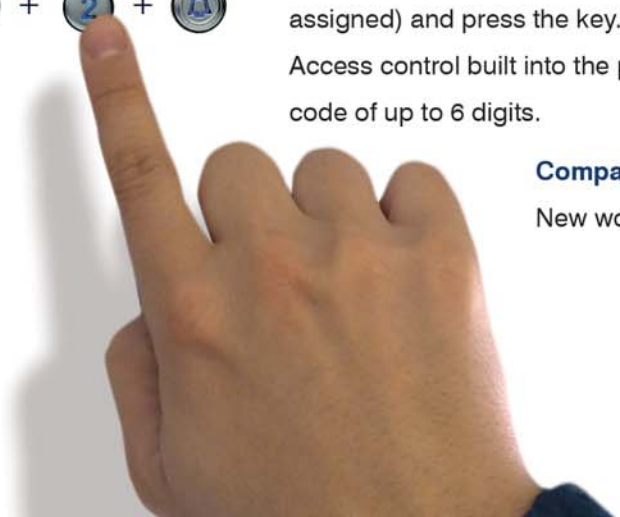 + 2 +
assigned) and press the key.
Access control built into the
code of up to 6 digits.
Compa
New wo